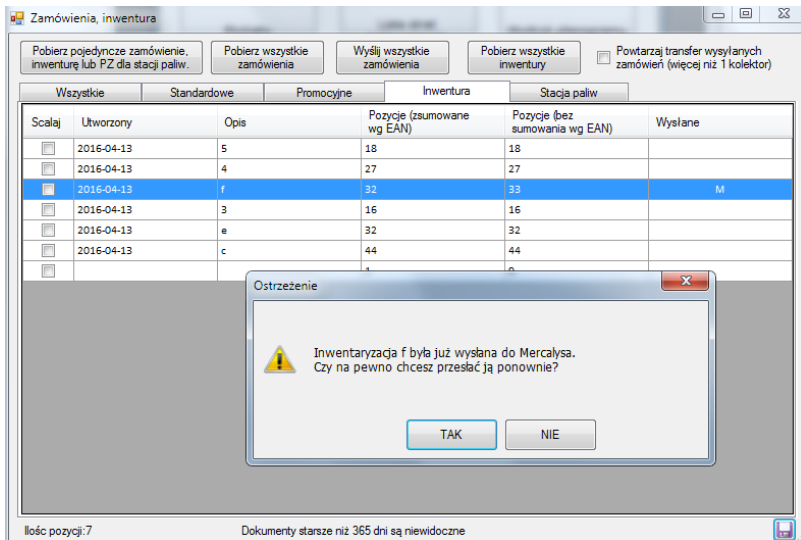 Zamówienia, inwentura
Pobierz pojedyncze zamówienie,
inwenturę lub PZ dla stacji paliw.
Pobierz wszystkie
zamówienia
Wyślij wszystkie
zamówienia
Pobierz wszystkie
inwentury
Powtarzaj transfer wysyłanych
zamówień (więcej niż 1 kolektor)
Wszystkie Standardowe Promocyjne Inwentura Stacja paliw
Scalaj Utworzony Opis Pozycje (zsumowane
wg EAN) Pozycje (bez
sumowania wg EAN) Wysłane
2016-04-13 5 18 18
2016-04-13 4 27 27
2016-04-13 f 32 33 M
2016-04-13 3 16 16
2016-04-13 e 32 32
2016-04-13 c 44 44
Ostrzeżenie
Inwentaryzacja f była już wysłana do Mercalysa.
Czy na pewno chcesz przesłać ją ponownie?
TAK NIE
Ilośc pozycji:7 Dokumenty starsze niż 365 dni są niewidoczne